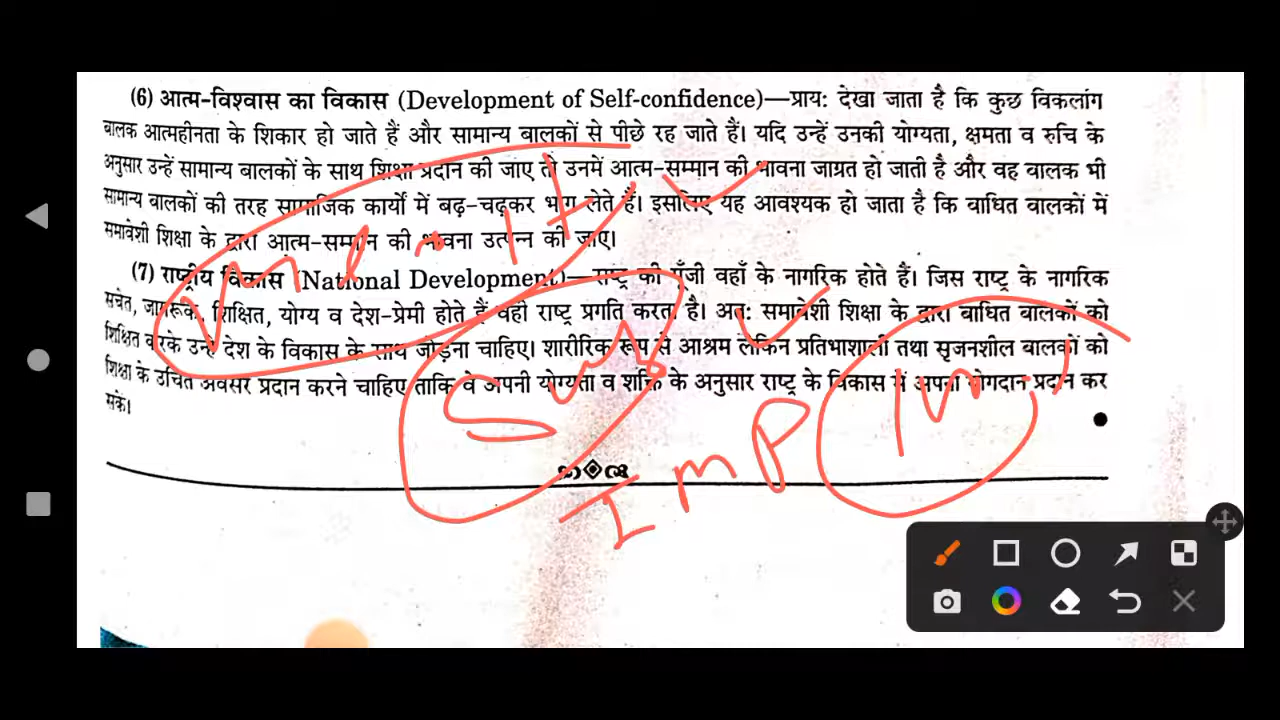 (6) आत्म-विश्वास का विकास (Development of Self-confidence)—प्राय: देखा जाता है कि कुछ विकलांग
बालक आत्महीनता के शिकार हो जाते हैं और सामान्य बालकों से पीछे रह जाते हैं। यदि उन्हें उनकी योग्यता, क्षमता व रुचि के
अनुसार उन्हें सामान्य बालकों के साथ शिक्षा प्रदान की जाए तो उनमें आत्म-सम्मान की भावना जाग्रत हो जाती है और वह बालक भी
सामान्य बालकों की तरह सामाजिक कार्यों में बढ़-चढ़कर भाग लेते हैं। इसलिए यह आवश्यक हो जाता है कि बाधित बालकों में
समावेशी शिक्षा के द्वारा आत्म-सम्मान की भावना उत्पन्न की जाए।
(7) राष्ट्रीय विकास (National Development)—राष्ट्र की पूँजी वहाँ के नागरिक होते हैं। जिस राष्ट्र के नागरिक
सचेत, जागरूक, शिक्षित, योग्य व देश-प्रेमी होते हैं वही राष्ट्र प्रगति करता है। अत: समावेशी शिक्षा के द्वारा बाधित बालकों को
शिक्षित करके उन्हें देश के विकास के साथ जोड़ना चाहिए। शारीरिक रूप से आश्रम लेकिन प्रतिभाशाली तथा सृजनशील बालकों को
शिक्षा के उचित अवसर प्रदान करने चाहिए ताकि वे अपनी योग्यता व शक्ति के अनुसार राष्ट्र के विकास में अपना योगदान प्रदान कर
सकें।
Imp